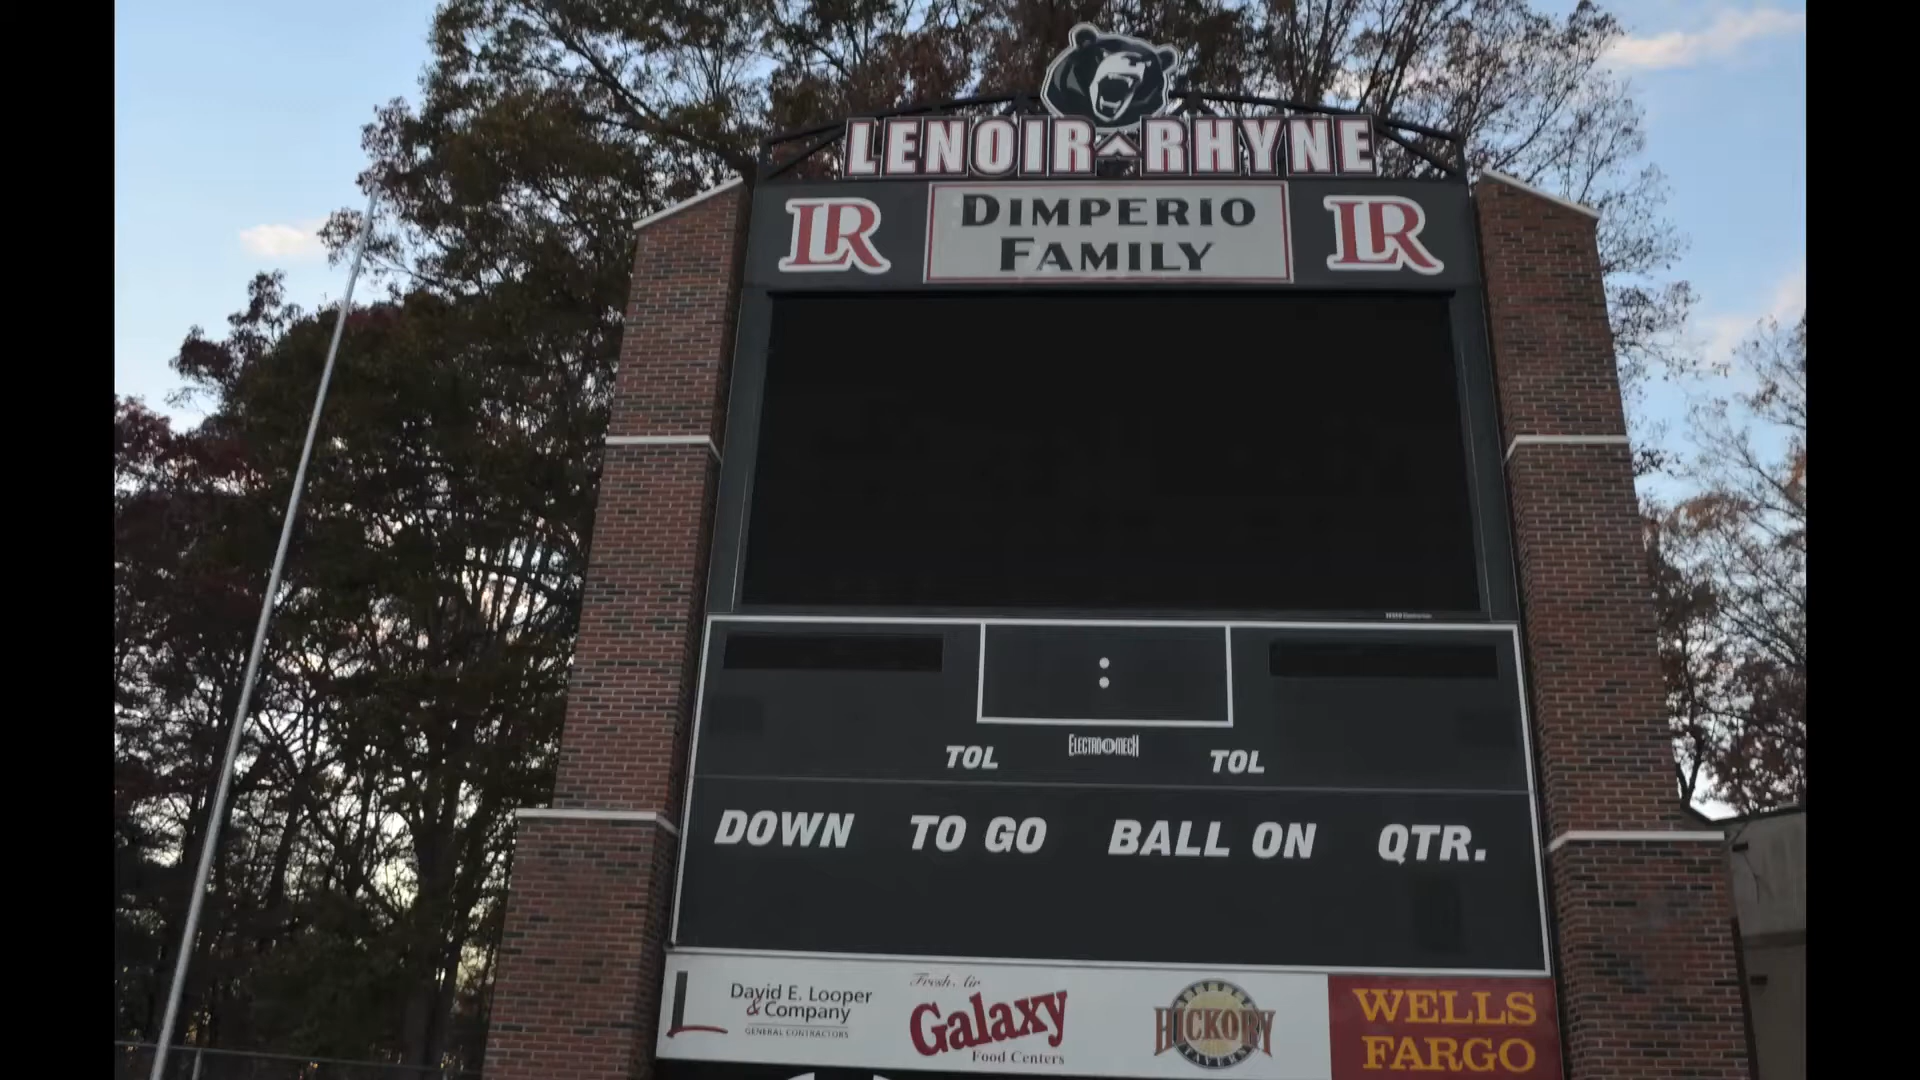 LENOIR-RHYNE
LR
DIMPERIO
FAMILY
LR
:
TOL
ELECTRO-MECH
TOL
DOWN TO GO BALL ON QTR.
David E. Looper
& Company
GENERAL CONTRACTORS
Fresh Air
Galaxy
Food Centers
HICKORY
TAVERN
WELLS
FARGO